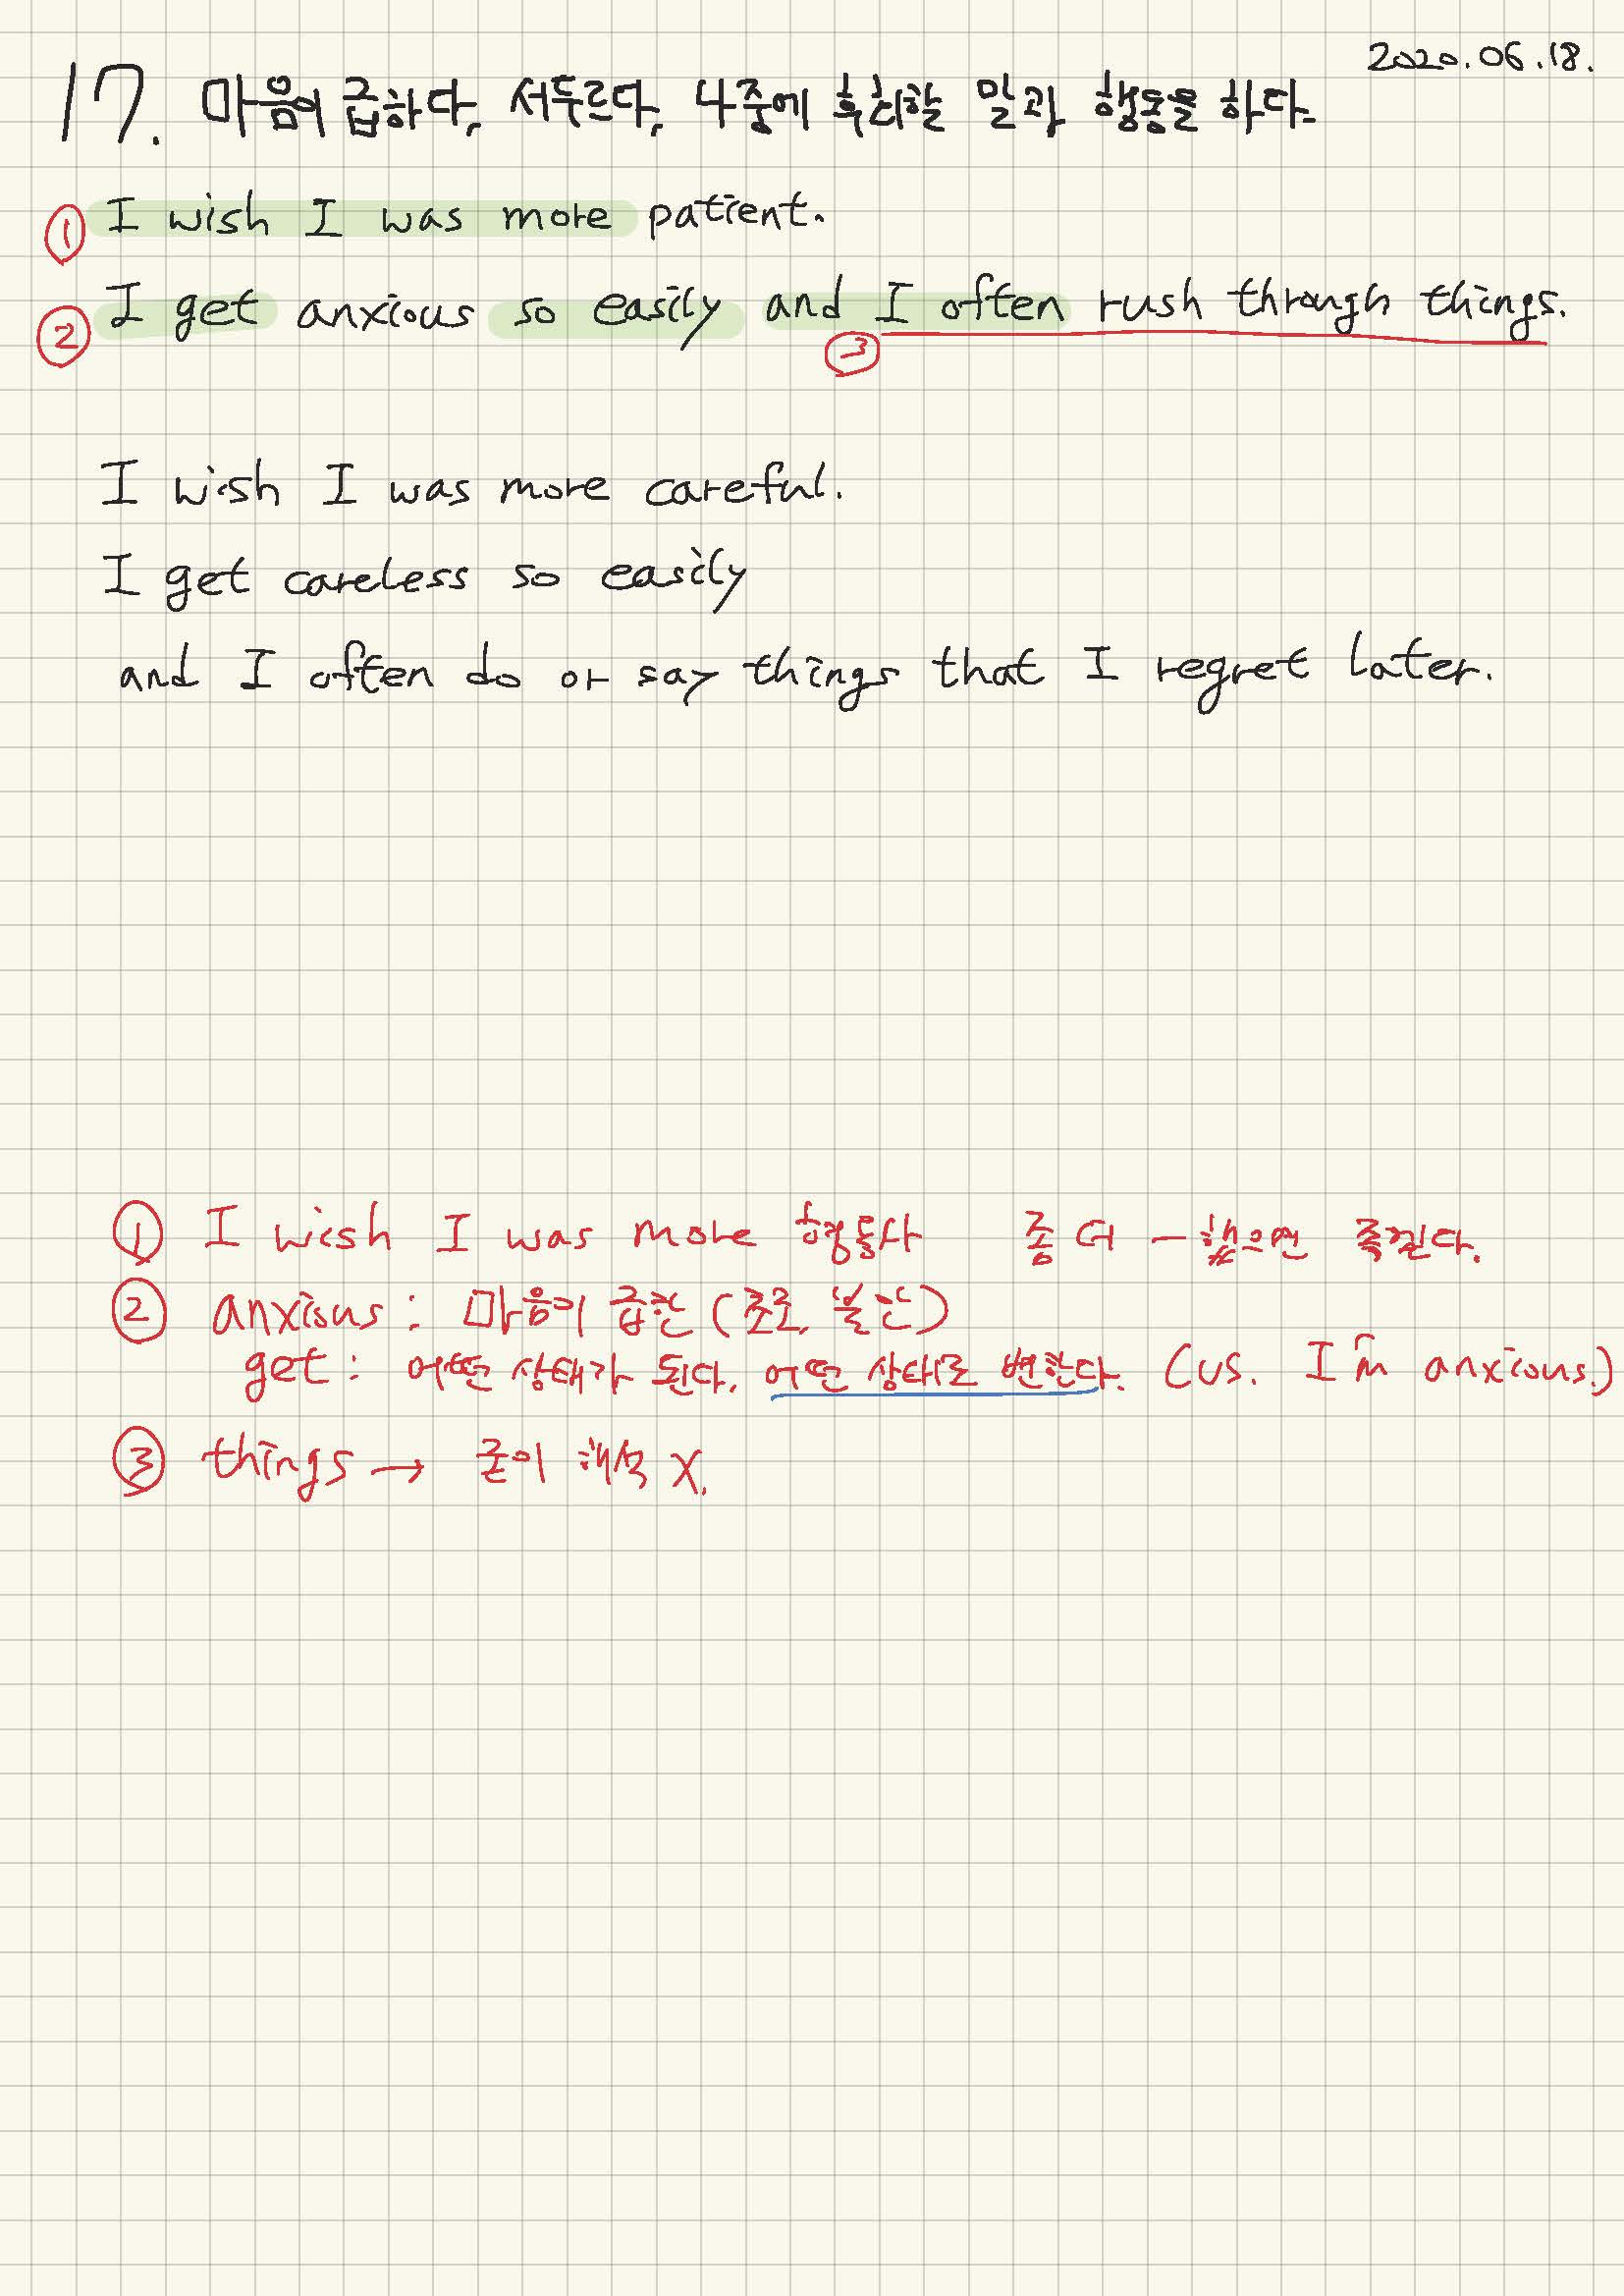 2020.06.18.
17. 마음이 급하다, 서두르다, 나중에 후회할 말과 행동을 하다.
① I wish I was more patient.
② I get anxious so easily and I often rush through things.
③
I wish I was more careful.
I get careless so easily
and I often do or say things that I regret later.
① I wish I was more 형용사 좀 더 -했으면 좋겠다.
② anxious: 마음이 급한 (초조, 불안)
get: 어떤 상태가 된다. 어떤 상태로 변한다. (vs. I'm anxious.)
③ things → 굳이 해석 X.